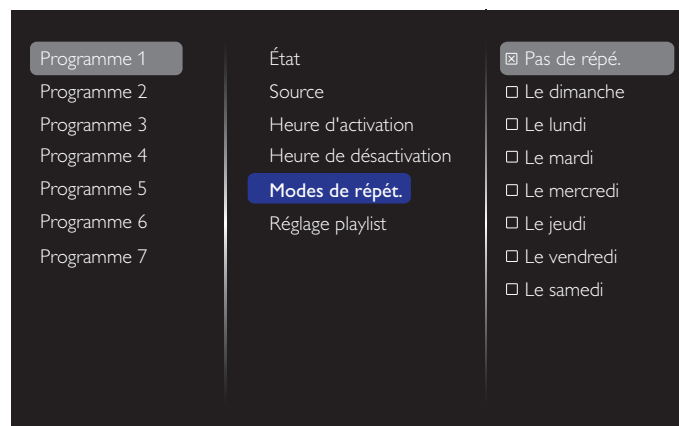 Programme 1
Programme 2
Programme 3
Programme 4
Programme 5
Programme 6
Programme 7
État
Source
Heure d'activation
Heure de désactivation
Modes de répét.
Réglage playlist
Pas de répé.
Le dimanche
Le lundi
Le mardi
Le mercredi
Le jeudi
Le vendredi
Le samedi